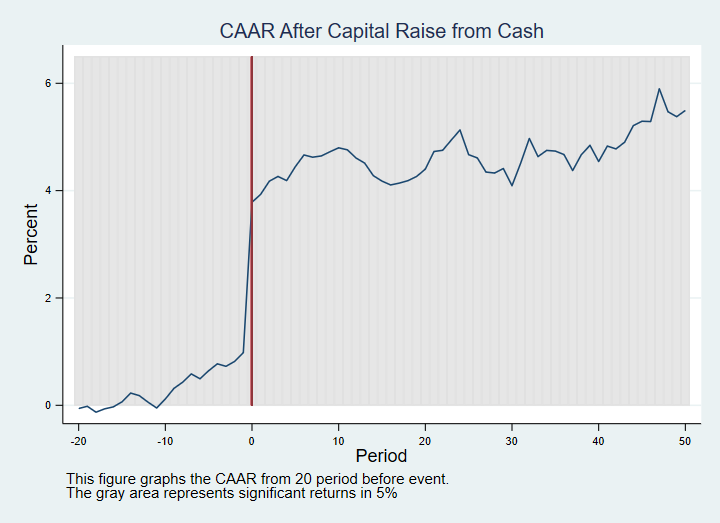 CAAR After Capital Raise from Cash
6
4
2
0
Percent
-20 -10 0 10 20 30 40 50
Period
This figure graphs the CAAR from 20 period before event.
The gray area represents significant returns in 5%